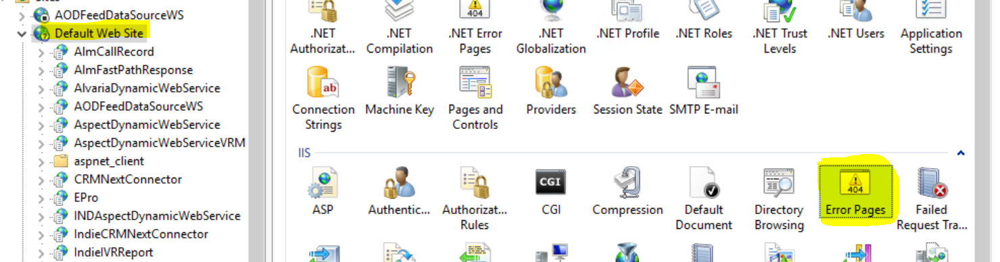 AODFeedDataSourceWS
Default Web Site
AlmCallRecord
AlmFastPathResponse
AlvariaDynamicWebService
AODFeedDataSourceWS
AspectDynamicWebService
AspectDynamicWebServiceVRM
aspnet_client
CRMNextConnector
EPro
INDAspectDynamicWebService
IndieCRMNextConnector
IndieIVRReport
404
.NET Authorizat...
.NET Compilation
.NET Error Pages
.NET Globalization
.NET Profile
.NET Roles
.NET Trust Levels
.NET Users
Application Settings
ab
Connection Strings
Machine Key
Pages and Controls
Providers
Session State
SMTP E-mail
IIS
CGI
404
ASP
Authentic...
Authorizat... Rules
CGI
Compression
Default Document
Directory Browsing
Error Pages
Failed Request Tra...